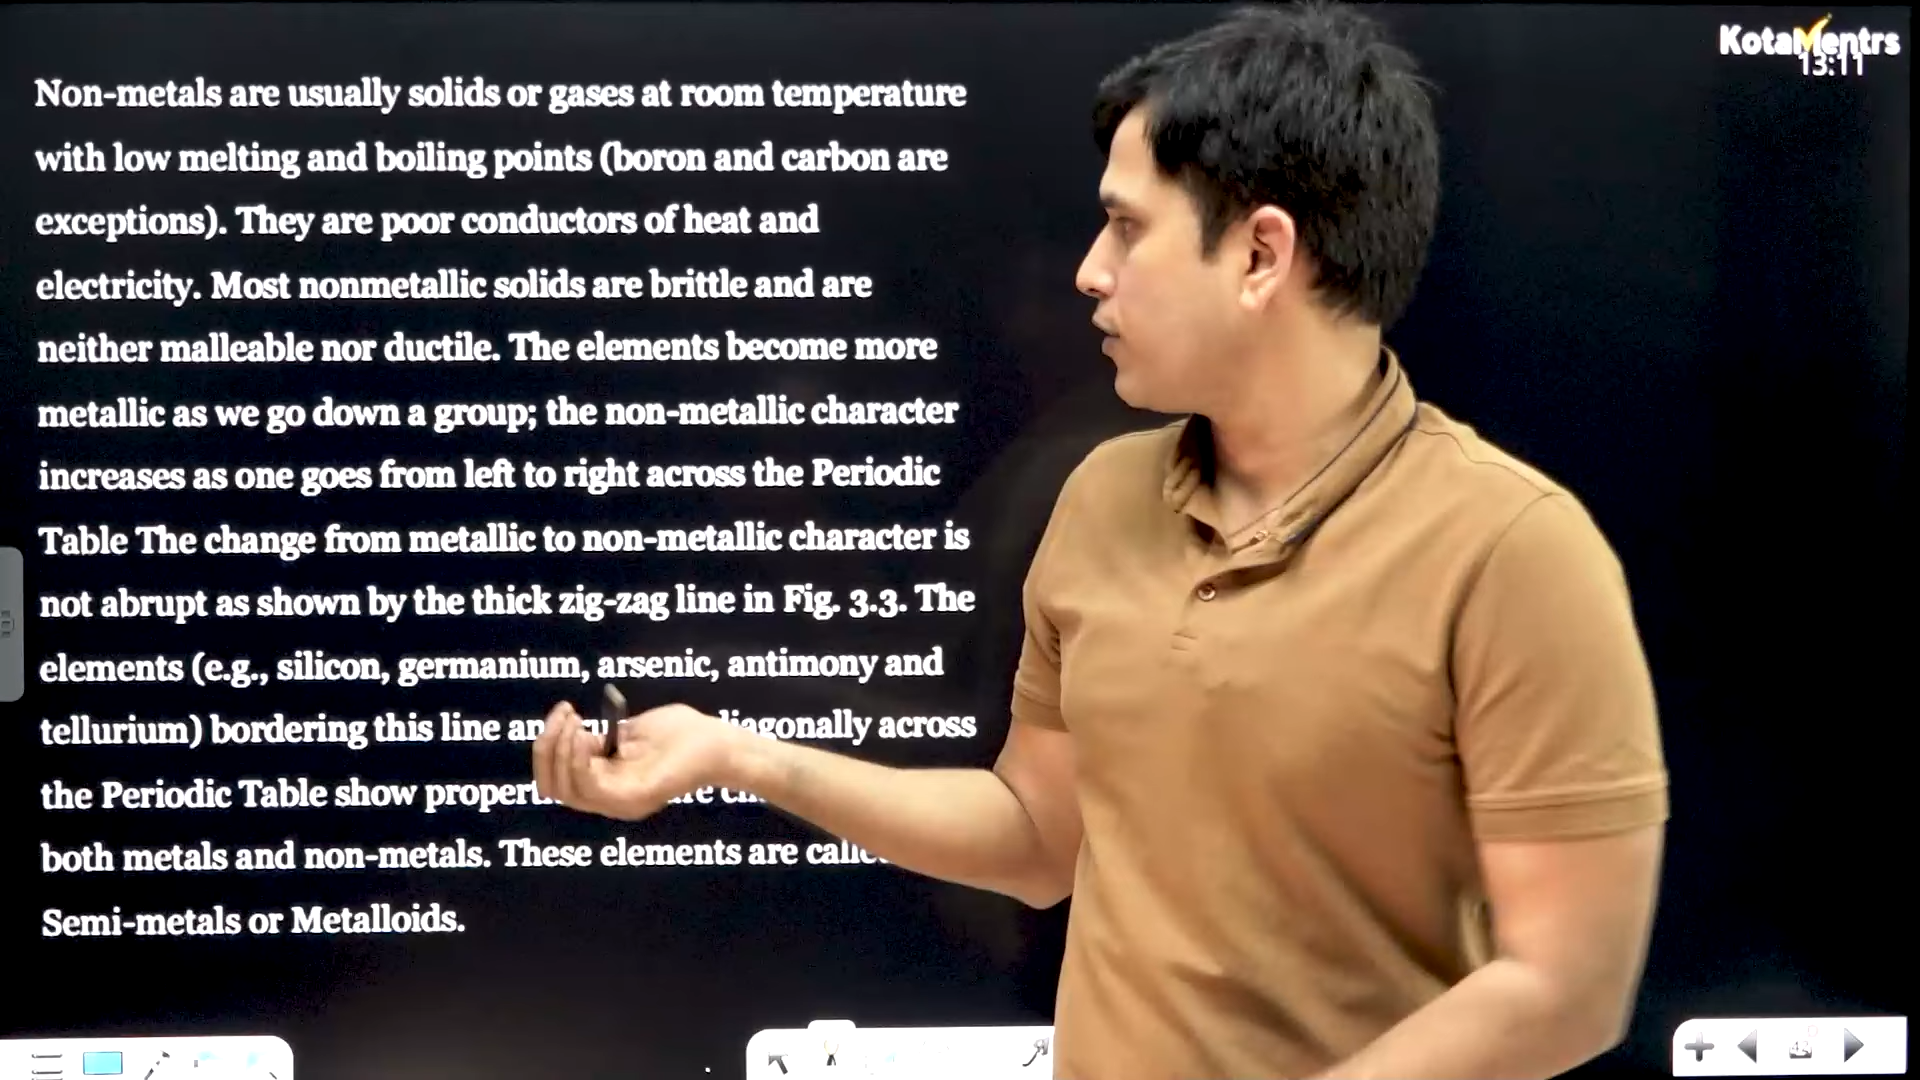 KotaMentrs
13:11
Non-metals are usually solids or gases at room temperature
with low melting and boiling points (boron and carbon are
exceptions). They are poor conductors of heat and
electricity. Most nonmetallic solids are brittle and are
neither malleable nor ductile. The elements become more
metallic as we go down a group; the non-metallic character
increases as one goes from left to right across the Periodic
Table The change from metallic to non-metallic character is
not abrupt as shown by the thick zig-zag line in Fig. 3.3. The
elements (e.g., silicon, germanium, arsenic, antimony and
tellurium) bordering this line across
the Periodic Table show
both metals and non-metals. These elements are
Semi-metals or Metalloids.